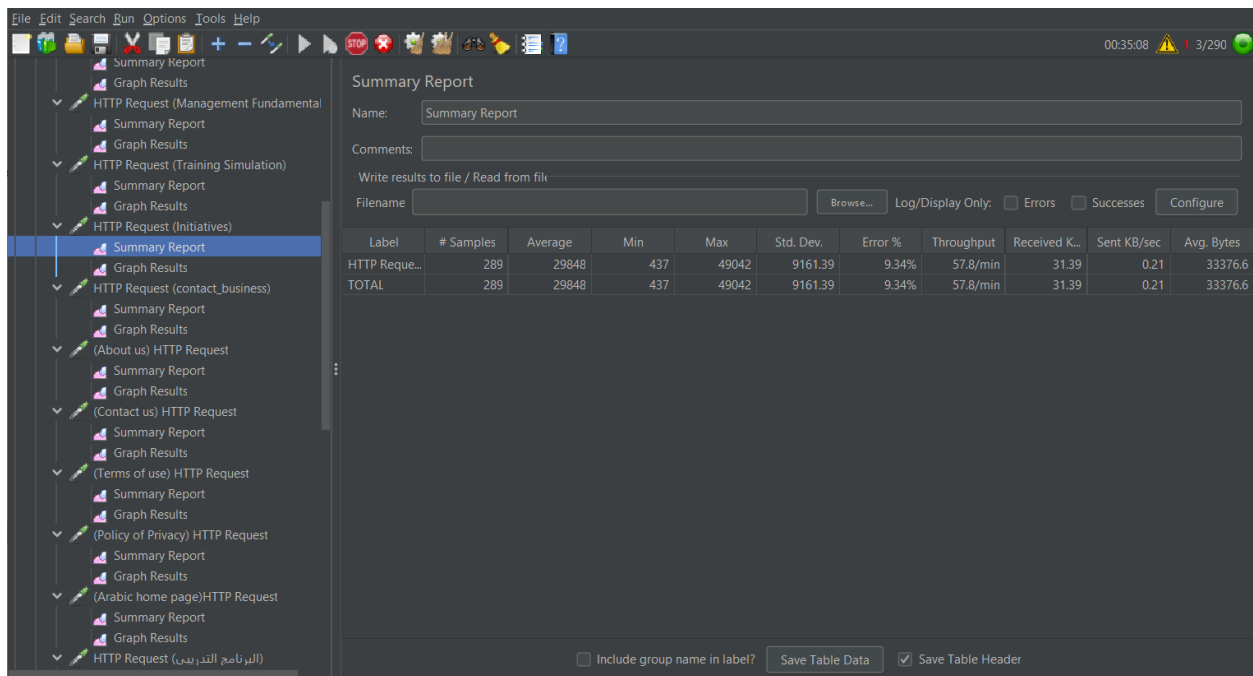 File Edit Search Run Options Tools Help
STOP
00:35:08 1 3/290
Summary Report
Graph Results
HTTP Request (Management Fundamental
Summary Report
Graph Results
HTTP Request (Training Simulation)
Summary Report
Graph Results
HTTP Request (Initiatives)
Summary Report
Graph Results
HTTP Request (contact_business)
Summary Report
Graph Results
(About us) HTTP Request
Summary Report
Graph Results
(Contact us) HTTP Request
Summary Report
Graph Results
(Terms of use) HTTP Request
Summary Report
Graph Results
(Policy of Privacy) HTTP Request
Summary Report
Graph Results
(Arabic home page)HTTP Request
Summary Report
Graph Results
HTTP Request (البرنامج التدريبى)
Summary Report
Name: Summary Report
Comments:
Write results to file / Read from file
Filename Browse... Log/Display Only: Errors Successes Configure
Label # Samples Average Min Max Std. Dev. Error % Throughput Received K... Sent KB/sec Avg. Bytes
HTTP Reque... 289 29848 437 49042 9161.39 9.34% 57.8/min 31.39 0.21 33376.6
TOTAL 289 29848 437 49042 9161.39 9.34% 57.8/min 31.39 0.21 33376.6
Include group name in label? Save Table Data Save Table Header